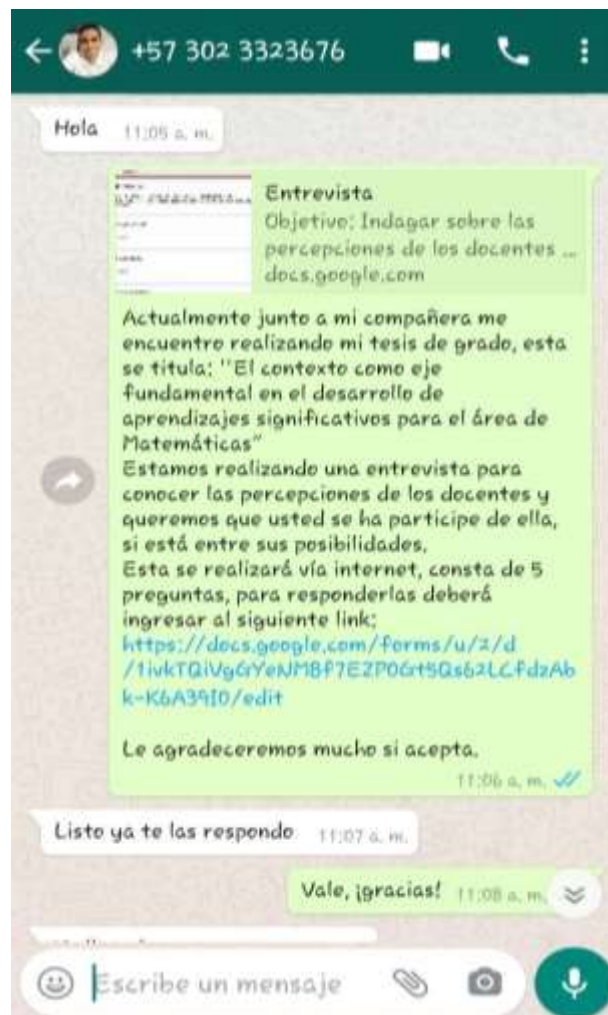 +57 302 3323676
Hola 11:05 a. m.
Entrevista
Objetivo: Indagar sobre las
percepciones de los docentes ...
docs.google.com
Actualmente junto a mi compañera me
encuentro realizando mi tesis de grado, esta
se titula: ''El contexto como eje
fundamental en el desarrollo de
aprendizajes significativos para el área de
Matemáticas"
Estamos realizando una entrevista para
conocer las percepciones de los docentes y
queremos que usted se ha participe de ella,
si está entre sus posibilidades.
Esta se realizará vía internet, consta de 5
preguntas, para responderlas deberá
ingresar al siguiente link:
https://docs.google.com/forms/u/2/d
k-K6A39I0/edit
Le agradeceremos mucho si acepta.
11:06 a. m.
Listo ya te las respondo 11:07 a. m.
Vale, ¡gracias! 11:08 a. m.
Escribe un mensaje